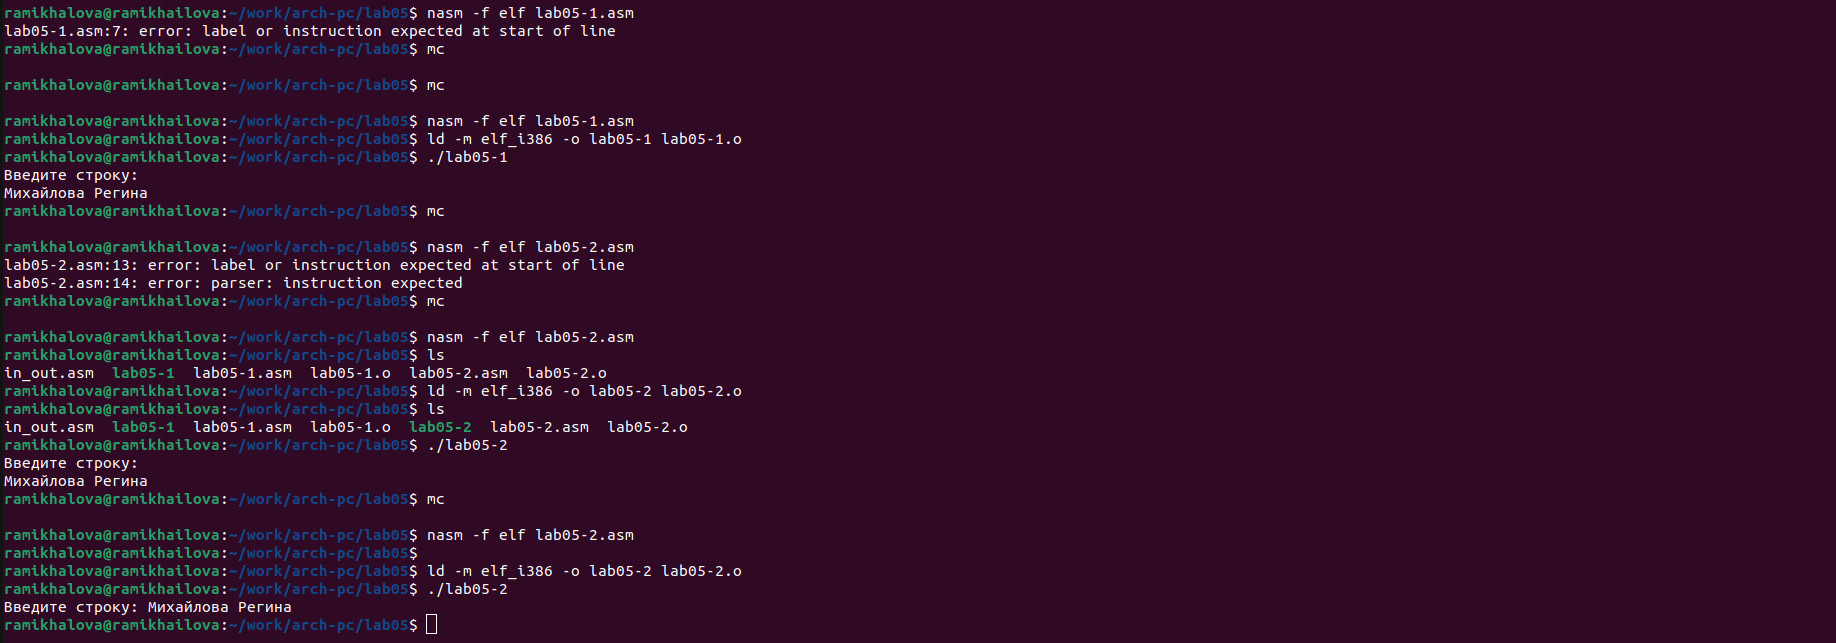 ramikhalova@ramikhailova:~/work/arch-pc/lab05$ nasm -f elf lab05-1.asm
lab05-1.asm:7: error: label or instruction expected at start of line
ramikhalova@ramikhailova:~/work/arch-pc/lab05$ mc
ramikhalova@ramikhailova:~/work/arch-pc/lab05$ mc
ramikhalova@ramikhailova:~/work/arch-pc/lab05$ nasm -f elf lab05-1.asm
ramikhalova@ramikhailova:~/work/arch-pc/lab05$ ld -m elf_i386 -o lab05-1 lab05-1.o
ramikhalova@ramikhailova:~/work/arch-pc/lab05$ ./lab05-1
Введите строку:
Михайлова Регина
ramikhalova@ramikhailova:~/work/arch-pc/lab05$ mc
ramikhalova@ramikhailova:~/work/arch-pc/lab05$ nasm -f elf lab05-2.asm
lab05-2.asm:13: error: label or instruction expected at start of line
lab05-2.asm:14: error: parser: instruction expected
ramikhalova@ramikhailova:~/work/arch-pc/lab05$ mc
ramikhalova@ramikhailova:~/work/arch-pc/lab05$ nasm -f elf lab05-2.asm
ramikhalova@ramikhailova:~/work/arch-pc/lab05$ ls
in_out.asm  lab05-1  lab05-1.asm  lab05-1.o  lab05-2.asm  lab05-2.o
ramikhalova@ramikhailova:~/work/arch-pc/lab05$ ld -m elf_i386 -o lab05-2 lab05-2.o
ramikhalova@ramikhailova:~/work/arch-pc/lab05$ ls
in_out.asm  lab05-1  lab05-1.asm  lab05-1.o  lab05-2  lab05-2.asm  lab05-2.o
ramikhalova@ramikhailova:~/work/arch-pc/lab05$ ./lab05-2
Введите строку:
Михайлова Регина
ramikhalova@ramikhailova:~/work/arch-pc/lab05$ mc
ramikhalova@ramikhailova:~/work/arch-pc/lab05$ nasm -f elf lab05-2.asm
ramikhalova@ramikhailova:~/work/arch-pc/lab05$
ramikhalova@ramikhailova:~/work/arch-pc/lab05$ ld -m elf_i386 -o lab05-2 lab05-2.o
ramikhalova@ramikhailova:~/work/arch-pc/lab05$ ./lab05-2
Введите строку: Михайлова Регина
ramikhalova@ramikhailova:~/work/arch-pc/lab05$